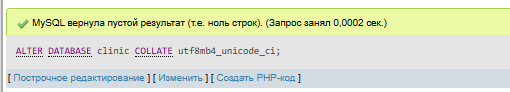 MySQL вернула пустой результат (т.е. ноль строк). (Запрос занял 0,0002 сек.)
ALTER DATABASE clinic COLLATE utf8mb4_unicode_ci;
[ Построчное редактирование ] [ Изменить ] [ Создать PHP-код ]